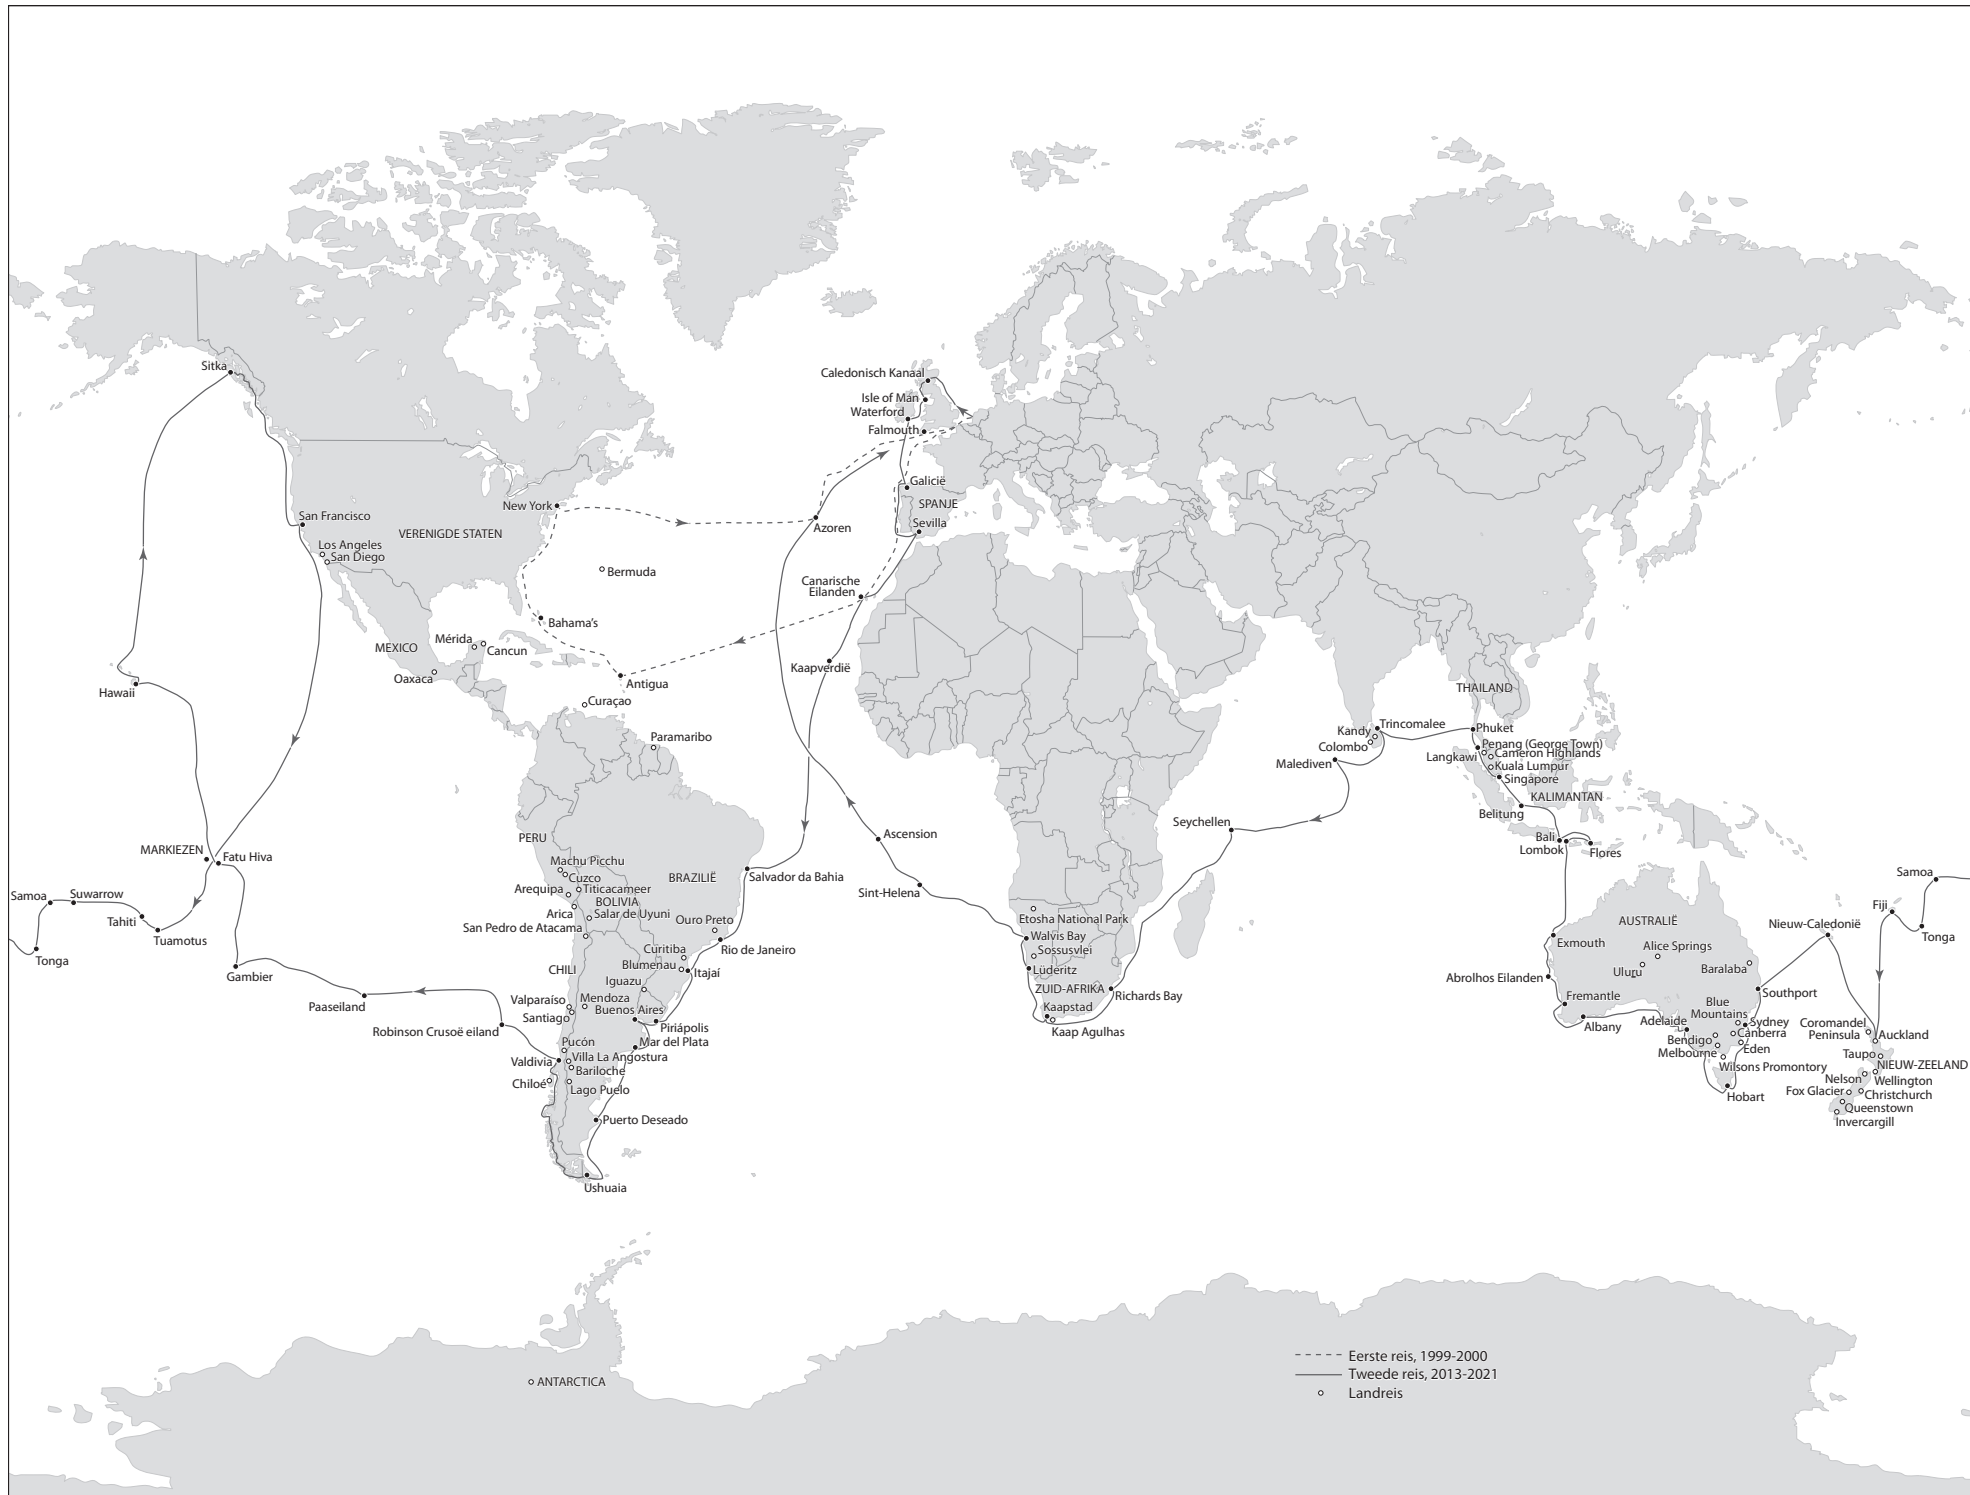 Sitka
Caledonisch Kanaal
Isle of Man
Waterford
Falmouth
Galicië
SPANJE
Sevilla
New York
Azoren
San Francisco
VERENIGDE STATEN
Los Angeles
San Diego
Bermuda
Canarische
Eilanden
Bahama's
Mérida
MEXICO
Cancun
Oaxaca
Kaapverdië
Antigua
Hawaii
Curaçao
THAILAND
Paramaribo
Trincomalee
Kandy
Colombo
Phuket
Penang (George Town)
Cameron Highlands
Langkawi
Malediven
Kuala Lumpur
Singapore
KALIMANTAN
Belitung
Seychellen
Ascension
PERU
Bali
Lombok
Flores
MARKIEZEN
Fatu Hiva
Machu Picchu
Cuzco
BRAZILIË
Salvador da Bahia
Arequipa
Titicacameer
BOLIVIA
Sint-Helena
Samoa
Suwarrow
Samoa
Arica
Salar de Uyuni
Fiji
Tahiti
San Pedro de Atacama
Ouro Preto
Etosha National Park
AUSTRALIË
Nieuw-Caledonië
Tuamotus
Walvis Bay
Exmouth
Alice Springs
Tonga
Tonga
Curitiba
Rio de Janeiro
Sossusvlei
Gambier
CHILI
Blumenau
Itajaí
Lüderitz
Uluru
Baralaba
Abrolhos Eilanden
Iguazu
ZUID-AFRIKA
Richards Bay
Fremantle
Southport
Paaseiland
Valparaíso
Mendoza
Buenos Aires
Kaapstad
Blue
Mountains
Santiago
Robinson Crusoë eiland
Piriápolis
Kaap Agulhas
Albany
Adelaide
Sydney
Canberra
Coromandel
Peninsula
Auckland
Pucón
Mar del Plata
Bendigo
Eden
Melbourne
Taupo
Valdivia
Villa La Angostura
Bariloche
Wilsons Promontory
NIEUW-ZEELAND
Chiloé
Lago Puelo
Nelson
Wellington
Fox Glacier
Christchurch
Hobart
Queenstown
Invercargill
Puerto Deseado
Ushuaia
Eerste reis, 1999-2000
Tweede reis, 2013-2021
Landreis
ANTARCTICA